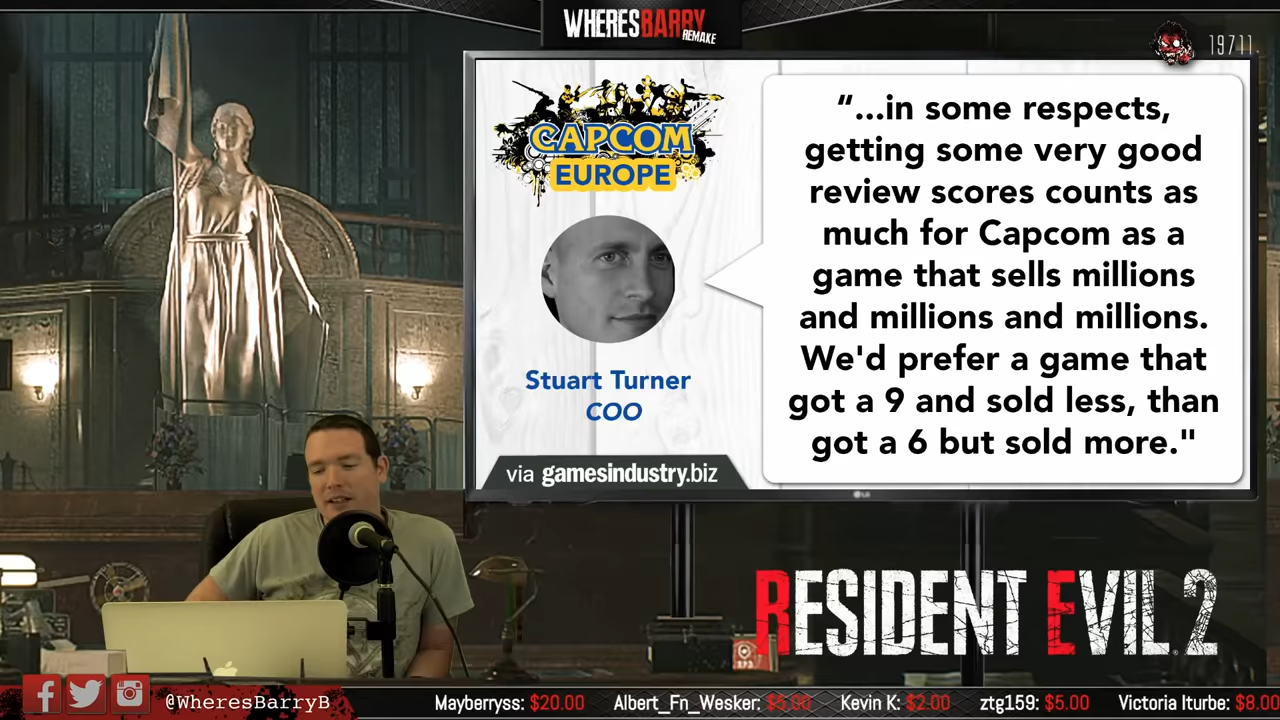 WHERESBARRY
REMAKE
19711
CAPCOM
EUROPE
Stuart Turner
COO
via gamesindustry.biz
“...in some respects,
getting some very good
review scores counts as
much for Capcom as a
game that sells millions
and millions and millions.
We'd prefer a game that
got a 9 and sold less, than
got a 6 but sold more."
LG
RESIDENT EVIL 2
@WheresBarryB
Mayberryss: $20.00 Albert_Fn_Wesker: $5.00 Kevin K: $2.00 ztg159: $5.00 Victoria Iturbe: $8.00